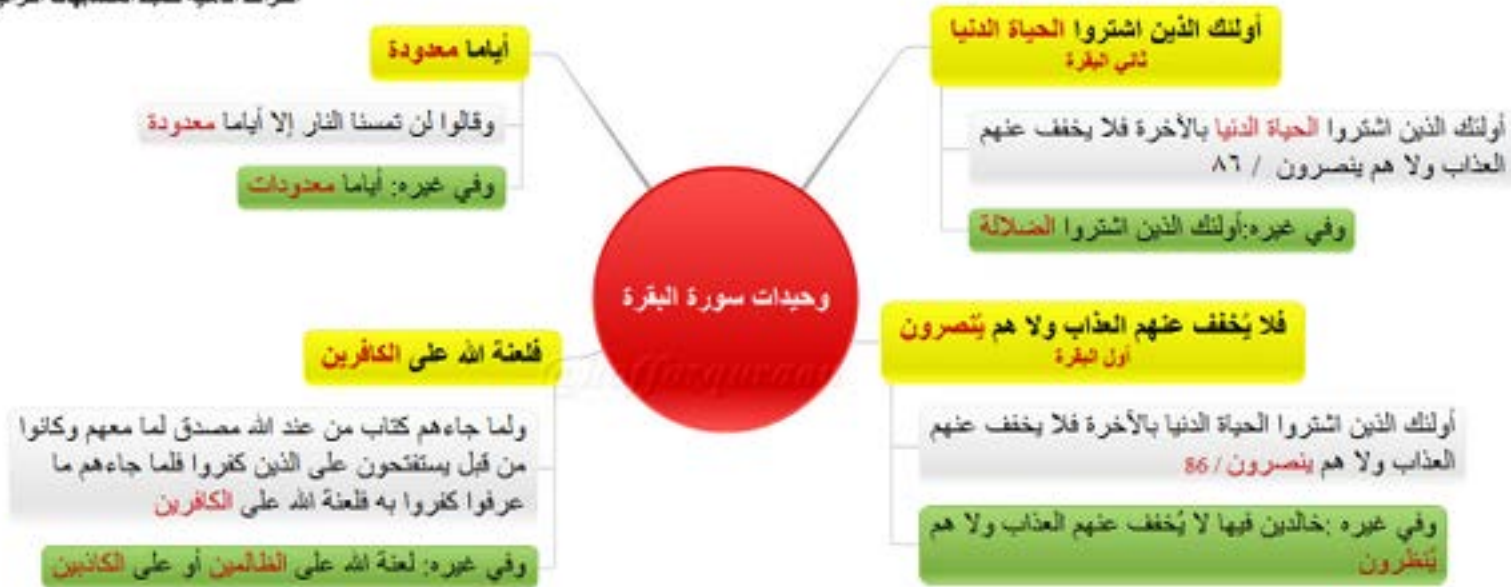 أولئك الذين اشتروا الحياة الدنيا
ثاني البقرة
أولئك الذين اشتروا الحياة الدنيا بالآخرة فلا يخفف عنهم
العذاب ولا هم ينصرون / ٨٦
وفي غيره:أولئك الذين اشتروا الضلالة
فلا يُخفف عنهم العذاب ولا هم يُنصرون
أول البقرة
أولئك الذين اشتروا الحياة الدنيا بالآخرة فلا يخفف عنهم
العذاب ولا هم ينصرون / 86
وفي غيره :خالدين فيها لا يُخفف عنهم العذاب ولا هم
يُنظرون
وحيدات سورة البقرة
أياما معدودة
وقالوا لن تمسنا النار إلا أياما معدودة
وفي غيره: أياما معدودات
فلعنة الله على الكافرين
ولما جاءهم كتاب من عند الله مصدق لما معهم وكانوا
من قبل يستفتحون على الذين كفروا فلما جاءهم ما
عرفوا كفروا به فلعنة الله على الكافرين
وفي غيره: لعنة الله على الظالمين أو على الكاذبين